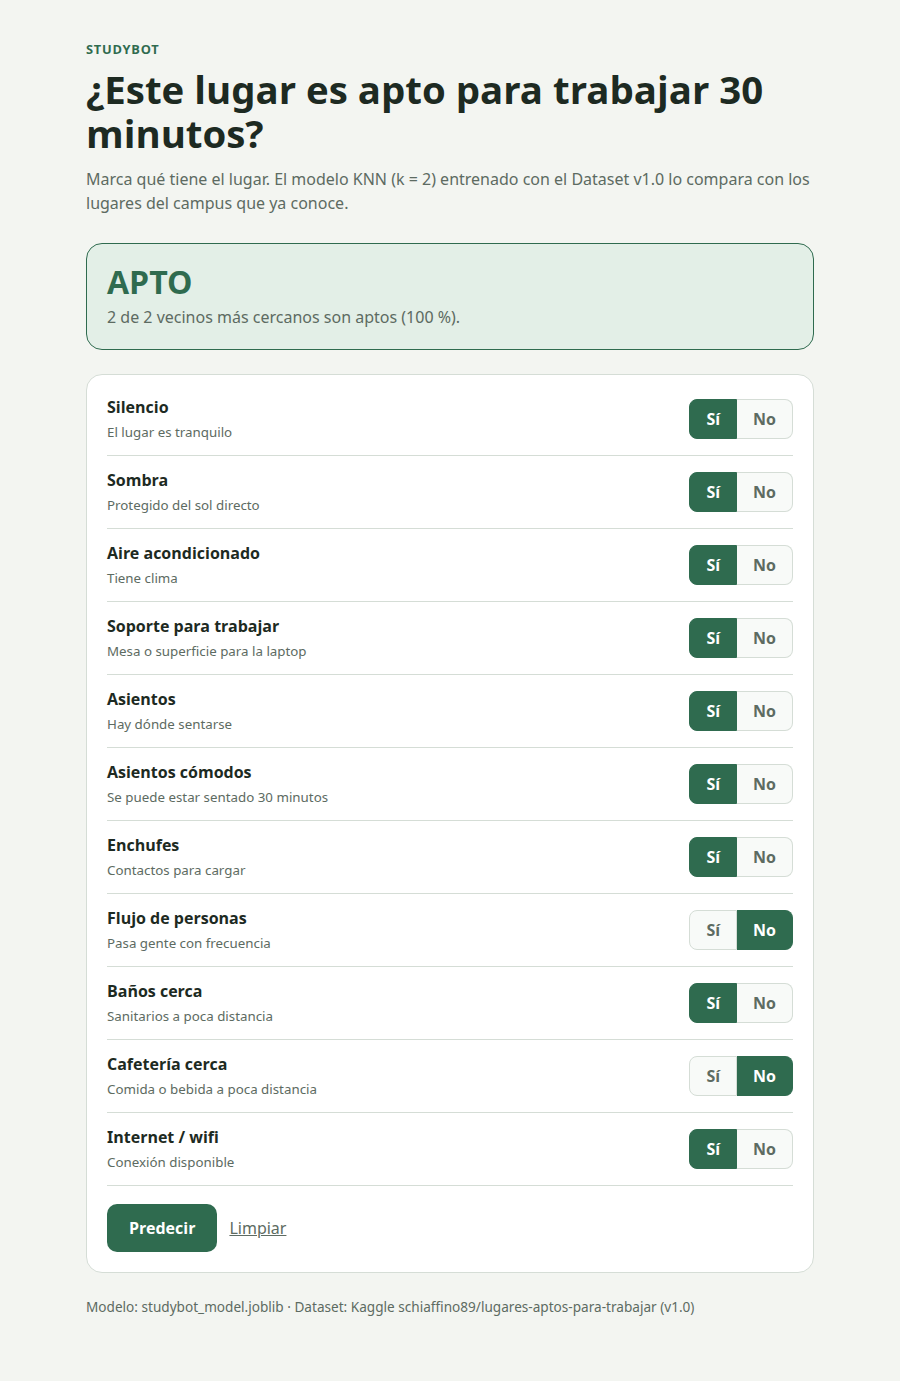 STUDYBOT
¿Este lugar es apto para trabajar 30
minutos?
Marca qué tiene el lugar. El modelo KNN (k = 2) entrenado con el Dataset v1.0 lo compara con los
lugares del campus que ya conoce.
APTO
2 de 2 vecinos más cercanos son aptos (100 %).
Silencio
El lugar es tranquilo
Sí No
Sombra
Protegido del sol directo
Sí No
Aire acondicionado
Tiene clima
Sí No
Soporte para trabajar
Mesa o superficie para la laptop
Sí No
Asientos
Hay dónde sentarse
Sí No
Asientos cómodos
Se puede estar sentado 30 minutos
Sí No
Enchufes
Contactos para cargar
Sí No
Flujo de personas
Pasa gente con frecuencia
Sí No
Baños cerca
Sanitarios a poca distancia
Sí No
Cafetería cerca
Comida o bebida a poca distancia
Sí No
Internet / wifi
Conexión disponible
Sí No
Predecir Limpiar
Modelo: studybot_model.joblib · Dataset: Kaggle schiaffino89/lugares-aptos-para-trabajar (v1.0)